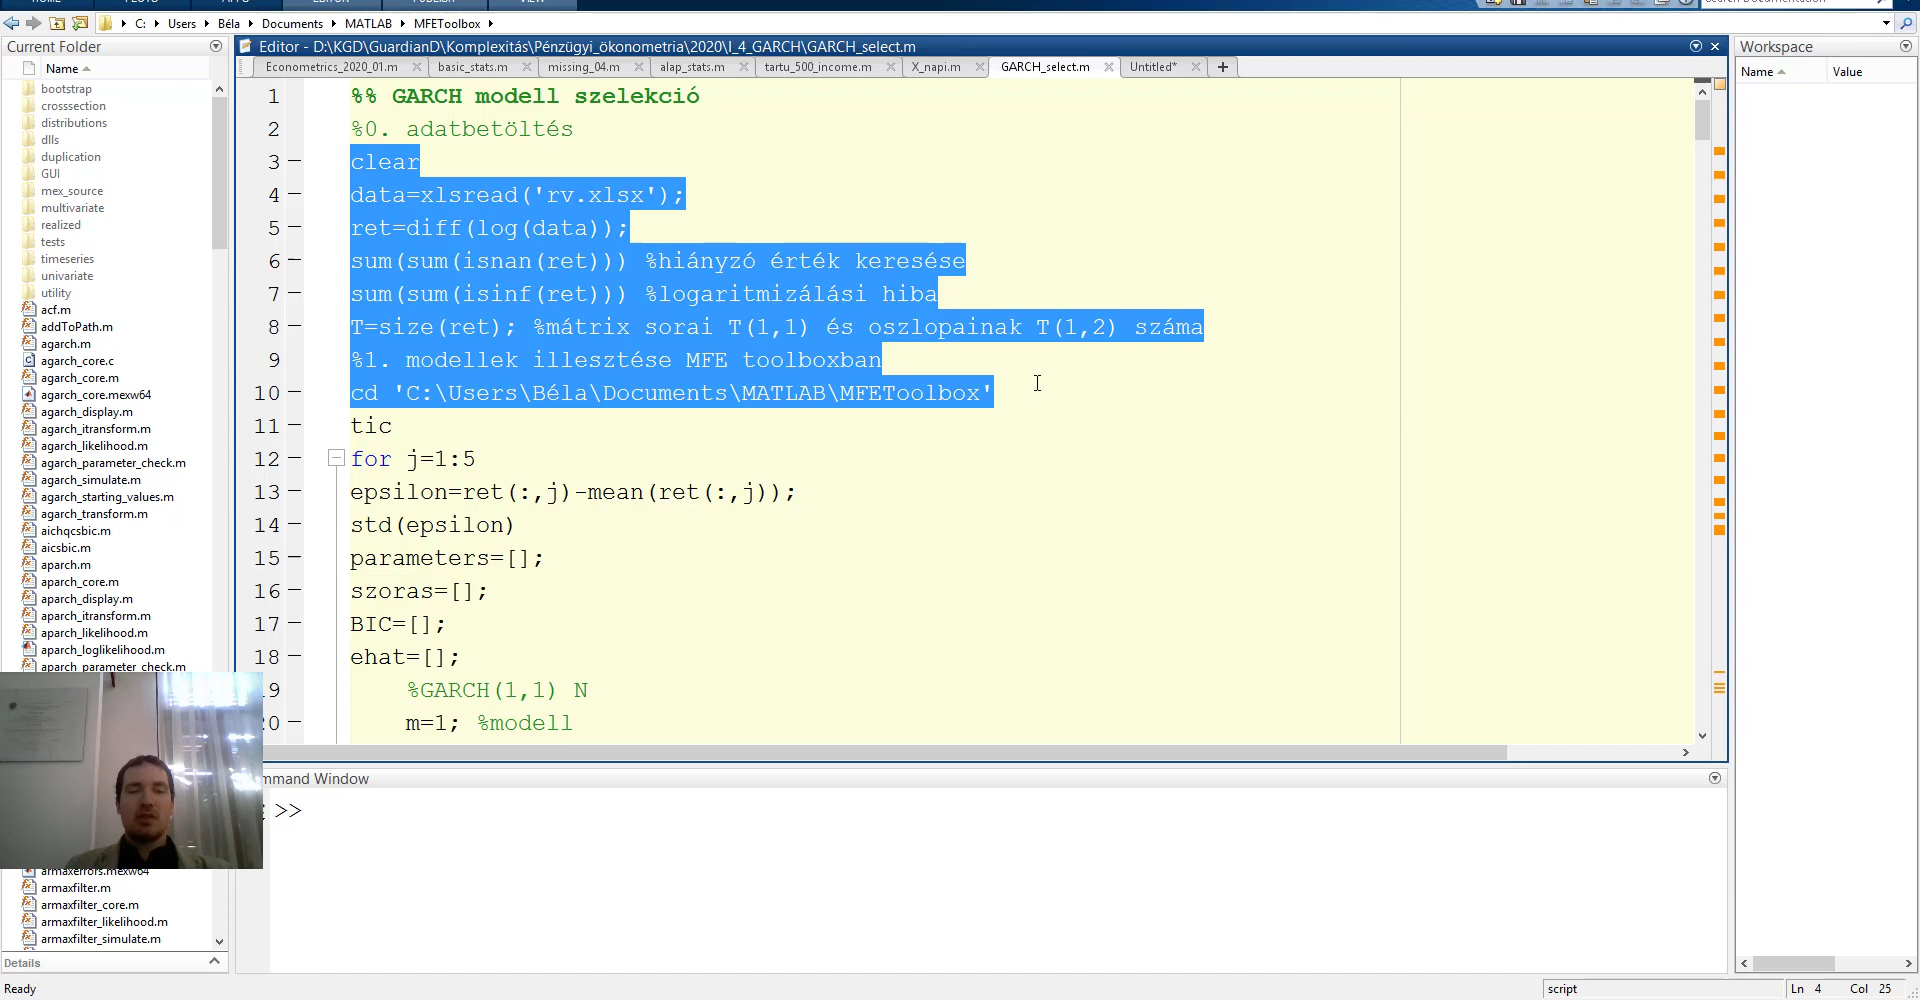 C: ▸ Users ▸ Béla ▸ Documents ▸ MATLAB ▸ MFEToolbox ▸
Current Folder
Name
bootstrap
crosssection
distributions
dlls
duplication
GUI
mex_source
multivariate
realized
tests
timeseries
univariate
utility
acf.m
addToPath.m
agarch.m
agarch_core.c
agarch_core.m
agarch_core.mexw64
agarch_display.m
agarch_itransform.m
agarch_likelihood.m
agarch_parameter_check.m
agarch_simulate.m
agarch_starting_values.m
agarch_transform.m
aichqcsbic.m
aicsbic.m
aparch.m
aparch_core.m
aparch_display.m
aparch_itransform.m
aparch_likelihood.m
aparch_loglikelihood.m
aparch_parameter_check.m
armaxerrors.mexw64
armaxfilter.m
armaxfilter_core.m
armaxfilter_likelihood.m
armaxfilter_simulate.m
Details
Ready
Editor - D:\KGD\GuardianD\Komplexitás\Pénzügyi_ökonometria\2020\I_4_GARCH\GARCH_select.m
Econometrics_2020_01.m basic_stats.m missing_04.m alap_stats.m tartu_500_income.m X_napi.m GARCH_select.m Untitled* +
1 %% GARCH modell szelekció
2 %0. adatbetöltés
3 clear
4 data=xlsread('rv.xlsx');
5 ret=diff(log(data));
6 sum(sum(isnan(ret))) %hiányzó érték keresése
7 sum(sum(isinf(ret))) %logaritmizálási hiba
8 T=size(ret); %mátrix sorai T(1,1) és oszlopainak T(1,2) száma
9 %1. modellek illesztése MFE toolboxban
10 cd 'C:\Users\Béla\Documents\MATLAB\MFEToolbox'
11 tic
12 for j=1:5
13 epsilon=ret(:,j)-mean(ret(:,j));
14 std(epsilon)
15 parameters=[];
16 szoras=[];
17 BIC=[];
18 ehat=[];
9 %GARCH(1,1) N
0 m=1; %modell
mmand Window
>>
Workspace
Name Value
script Ln 4 Col 25